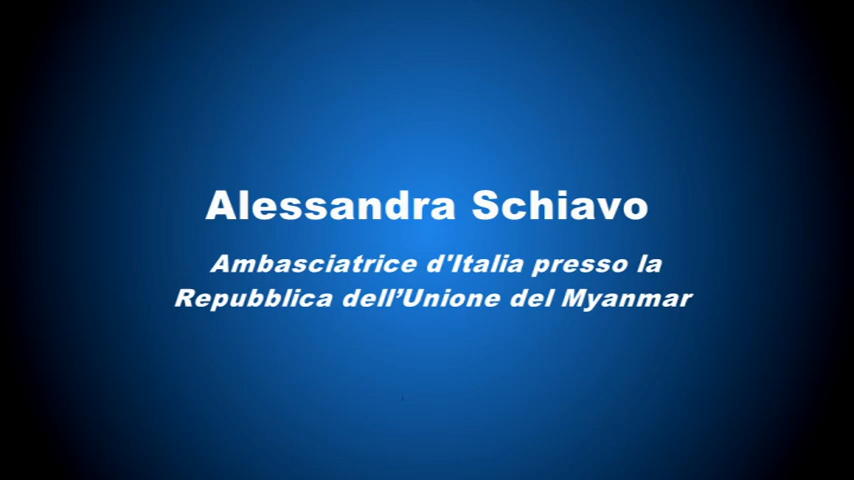 Alessandra Schiavo
Ambasciatrice d'Italia presso la
Repubblica dell’Unione del Myanmar